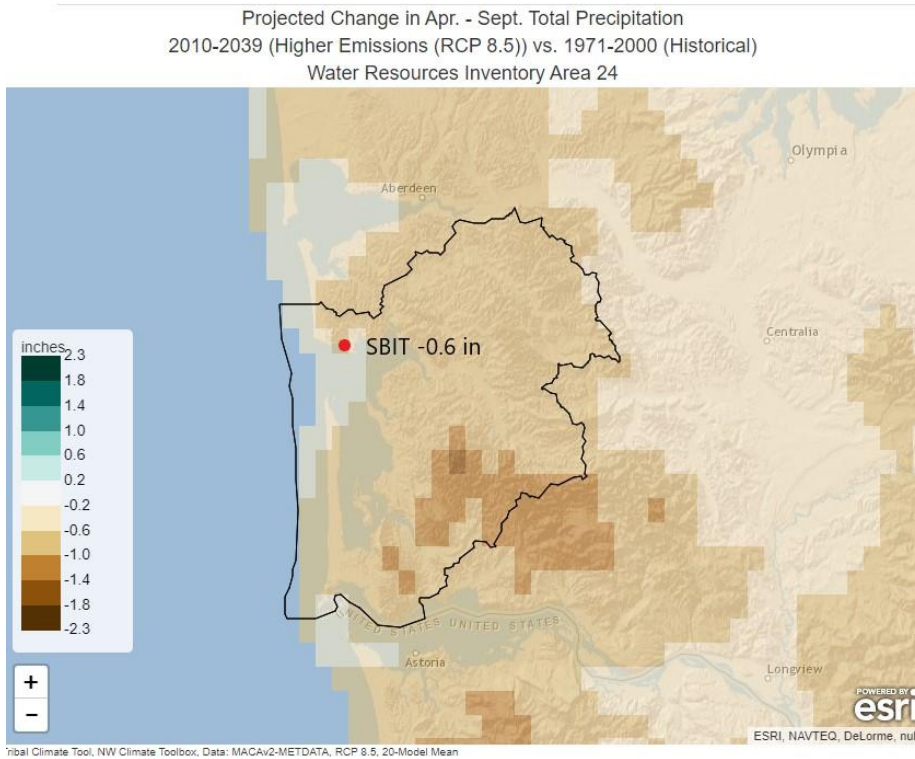 Projected Change in Apr. - Sept. Total Precipitation
2010-2039 (Higher Emissions (RCP 8.5)) vs. 1971-2000 (Historical)
Water Resources Inventory Area 24
Olympia
Aberdeen
Centralia
SBIT -0.6 in
inches
2.3
1.8
1.4
1.0
0.6
0.2
-0.2
-0.6
-1.0
-1.4
-1.8
-2.3
UNITED STATES UNITED STATES
Astoria
Longview
+
−
POWERED BY
esri
ESRI, NAVTEQ, DeLorme, nul
ribal Climate Tool, NW Climate Toolbox, Data: MACAv2-METDATA, RCP 8.5, 20-Model Mean